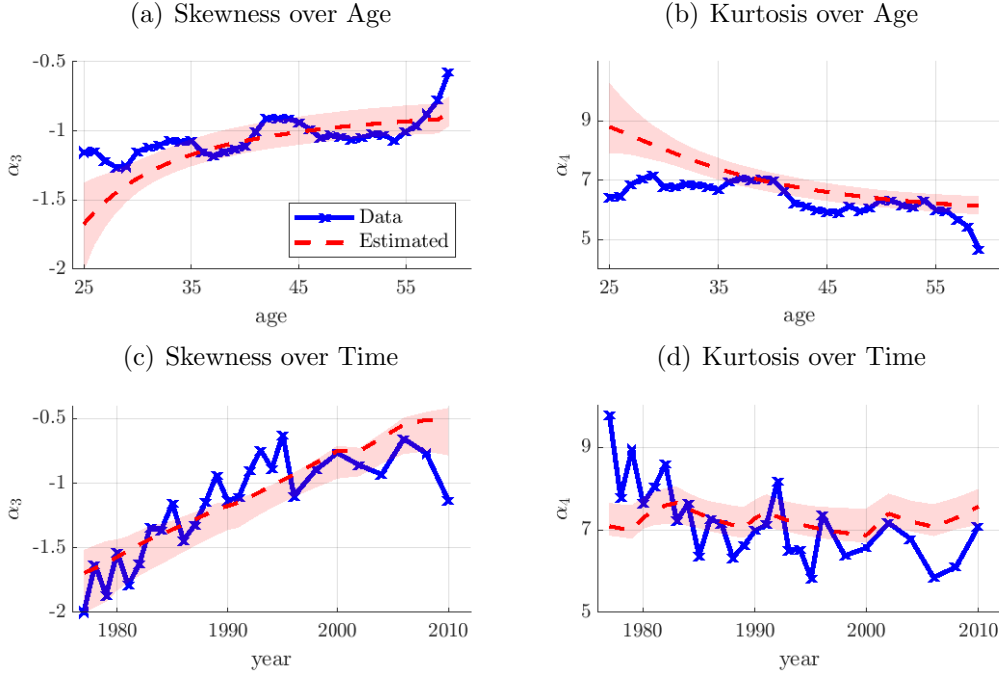 (a) Skewness over Age
-0.5
-1
-1.5
-2
α3
25
35
45
55
age
Data
Estimated
(b) Kurtosis over Age
9
7
5
α4
25
35
45
55
age
(c) Skewness over Time
-0.5
-1
-1.5
-2
α3
1980
1990
2000
2010
year
(d) Kurtosis over Time
9
7
5
α4
1980
1990
2000
2010
year